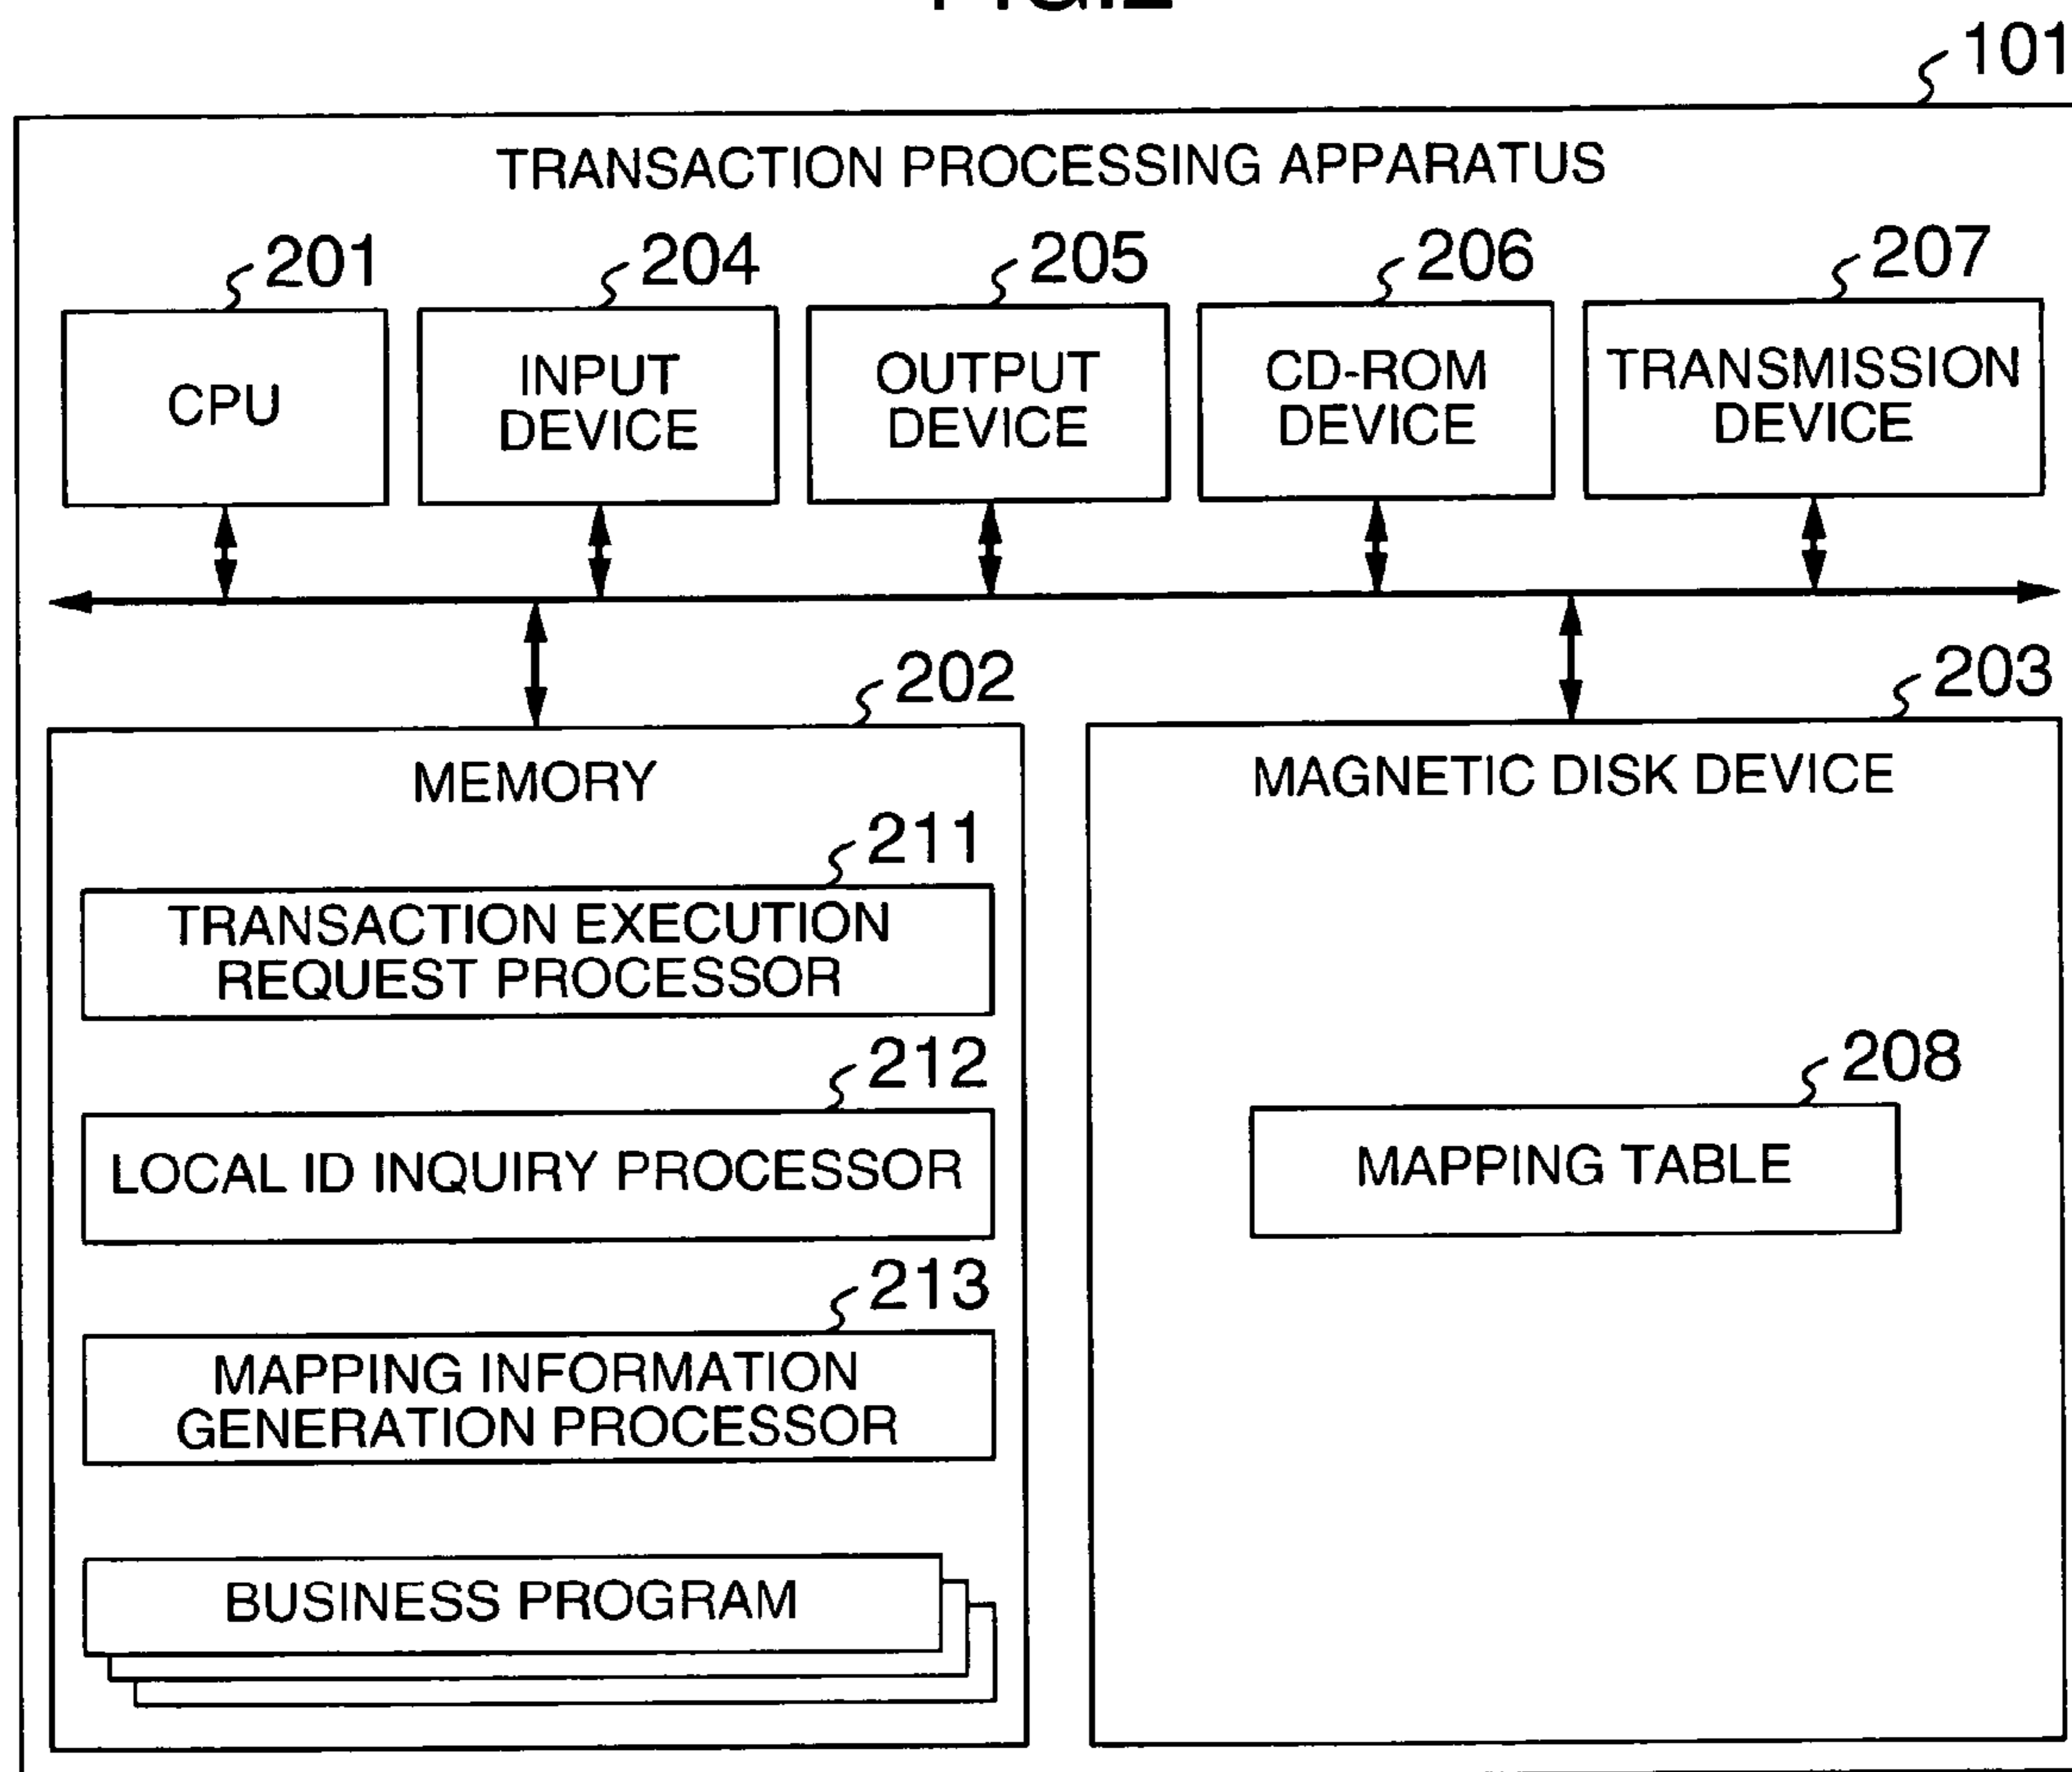 FIG.2
101
TRANSACTION PROCESSING APPARATUS
201
204
205
206
207
CPU
INPUT
DEVICE
OUTPUT
DEVICE
CD-ROM
DEVICE
TRANSMISSION
DEVICE
202
203
MEMORY
MAGNETIC DISK DEVICE
211
TRANSACTION EXECUTION
REQUEST PROCESSOR
212
LOCAL ID INQUIRY PROCESSOR
208
MAPPING TABLE
213
MAPPING INFORMATION
GENERATION PROCESSOR
BUSINESS PROGRAM